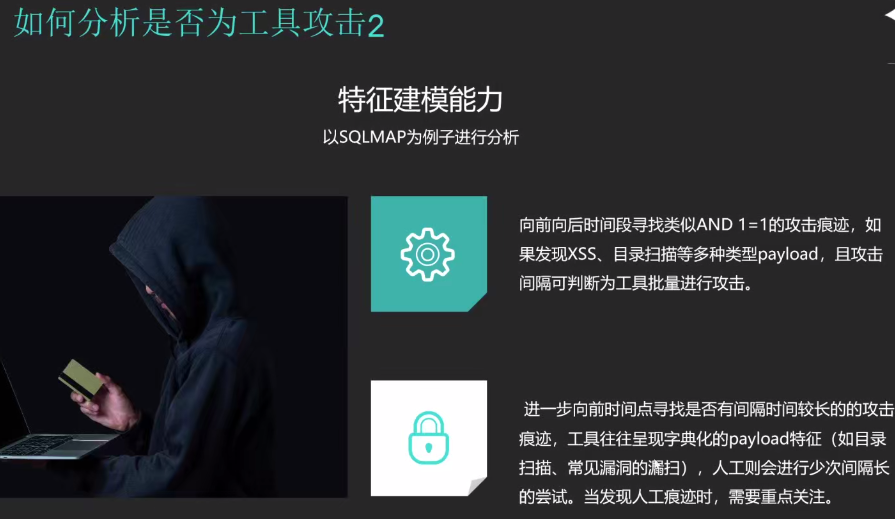 如何分析是否为工具攻击2
特征建模能力
以SQLMAP为例子进行分析
向前向后时间段寻找类似AND 1=1的攻击痕迹，如
果发现XSS、目录扫描等多种类型payload，且攻击
间隔可判断为工具批量进行攻击。
进一步向前时间点寻找是否有间隔时间较长的的攻击
痕迹，工具往往呈现字典化的payload特征（如目录
扫描、常见漏洞的漏扫），人工则会进行少次间隔长
的尝试。当发现人工痕迹时，需要重点关注。